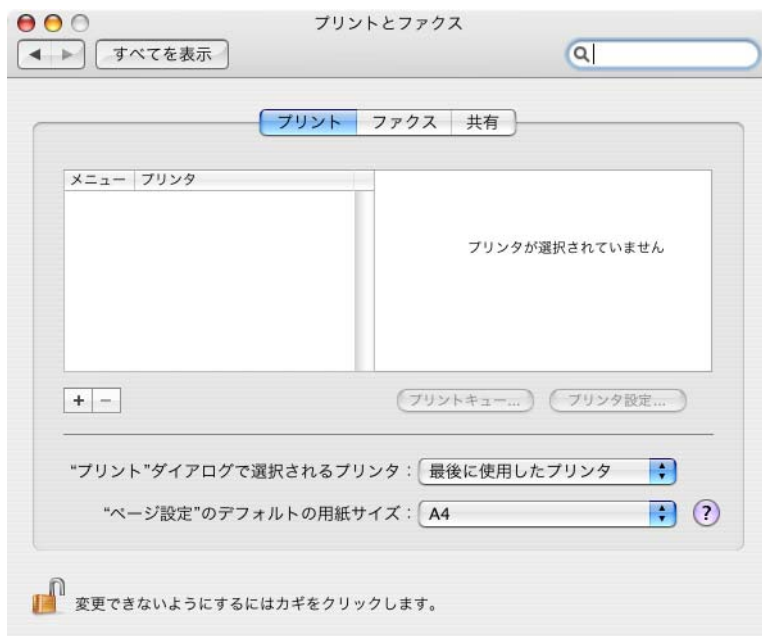 プリントとファクス
すべてを表示
プリント ファクス 共有
メニュー プリンタ
プリンタが選択されていません
+ −
プリントキュー... プリンタ設定...
“プリント”ダイアログで選択されるプリンタ： 最後に使用したプリンタ
“ページ設定”のデフォルトの用紙サイズ： A4 ?
変更できないようにするにはカギをクリックします。